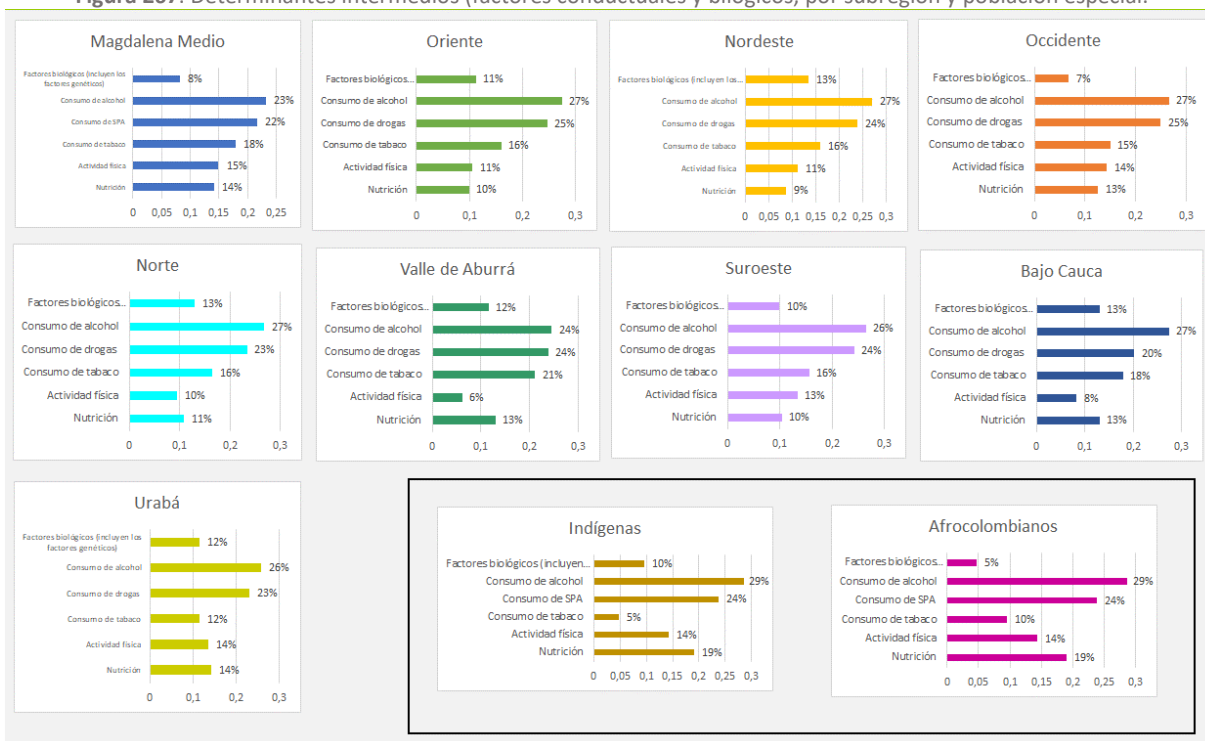 Figura 207. Determinantes intermedios (factores conductuales y bilógicos, por subregión y población especial.
Magdalena Medio
Factores biológicos (incluyen los
factores genéticos)
8%
Consumo de alcohol
23%
Consumo de SPA
22%
Consumo de tabaco
18%
Actividad física
15%
Nutrición
14%
0 0,05 0,1 0,15 0,2 0,25
Oriente
Factores biológicos...
11%
Consumo de alcohol
27%
Consumo de drogas
25%
Consumo de tabaco
16%
Actividad física
11%
Nutrición
10%
0 0,1 0,2 0,3
Nordeste
Factores biológicos (incluyen los...
13%
Consumo de alcohol
27%
Consumo de drogas
24%
Consumo de tabaco
16%
Actividad física
11%
Nutrición
9%
0 0,05 0,1 0,15 0,2 0,25 0,3
Occidente
Factores biológicos...
7%
Consumo de alcohol
27%
Consumo de drogas
25%
Consumo de tabaco
15%
Actividad física
14%
Nutrición
13%
0 0,1 0,2 0,3
Norte
Factores biológicos...
13%
Consumo de alcohol
27%
Consumo de drogas
23%
Consumo de tabaco
16%
Actividad física
10%
Nutrición
11%
0 0,1 0,2 0,3
Valle de Aburrá
Factores biológicos...
12%
Consumo de alcohol
24%
Consumo de drogas
24%
Consumo de tabaco
21%
Actividad física
6%
Nutrición
13%
0 0,1 0,2 0,3
Suroeste
Factores biológicos...
10%
Consumo de alcohol
26%
Consumo de drogas
24%
Consumo de tabaco
16%
Actividad física
13%
Nutrición
10%
0 0,1 0,2 0,3
Bajo Cauca
Factores biológicos...
13%
Consumo de alcohol
27%
Consumo de drogas
20%
Consumo de tabaco
18%
Actividad física
8%
Nutrición
13%
0 0,1 0,2 0,3
Urabá
Factores biológicos (incluyen los
factores genéticos)
12%
Consumo de alcohol
26%
Consumo de drogas
23%
Consumo de tabaco
12%
Actividad física
14%
Nutrición
14%
0 0,1 0,2 0,3
Indígenas
Factores biológicos (incluyen...
10%
Consumo de alcohol
29%
Consumo de SPA
24%
Consumo de tabaco
5%
Actividad física
14%
Nutrición
19%
0 0,05 0,1 0,15 0,2 0,25 0,3
Afrocolombianos
Factores biológicos...
5%
Consumo de alcohol
29%
Consumo de SPA
24%
Consumo de tabaco
10%
Actividad física
14%
Nutrición
19%
0 0,05 0,1 0,15 0,2 0,25 0,3